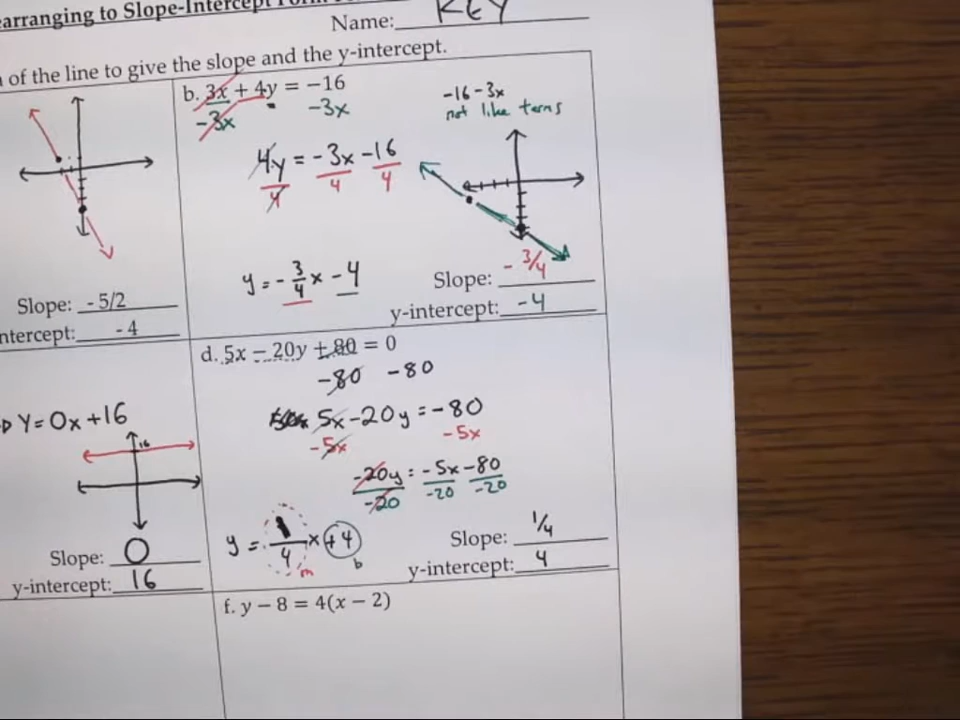 arranging to Slope-Intercept Form
Name: KEY
of the line to give the slope and the y-intercept.
b. 3x + 4y = −16
-3x -3x
-16-3x
not like terms
4y = -3x -16
4 4 4
y = - 3/4 x - 4
Slope: - 5/2
ntercept: -4
Slope: - 3/4
y-intercept: -4
d. 5x − 20y + 80 = 0
-80 -80
Y=0x+16
16
5x-20y = -80
-5x -5x
-20y = -5x -80
-20 -20 -20
y = 1/4 x +4
m b
Slope: 0
y-intercept: 16
Slope: 1/4
y-intercept: 4
f. y − 8 = 4(x − 2)